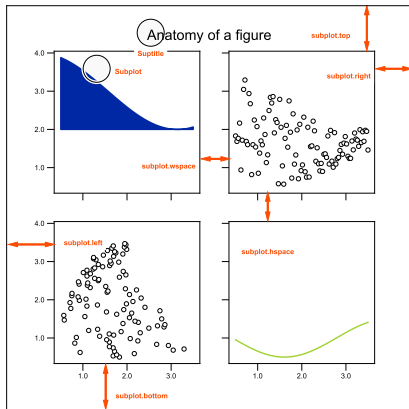 Anatomy of a figure
subplot.top
Suptitle
4.0
Subplot
subplot.right
3.0
2.0
subplot.wspace
1.0
4.0
subplot.left
subplot.hspace
3.0
2.0
1.0
1.0 2.0 3.0
1.0 2.0 3.0
subplot.bottom